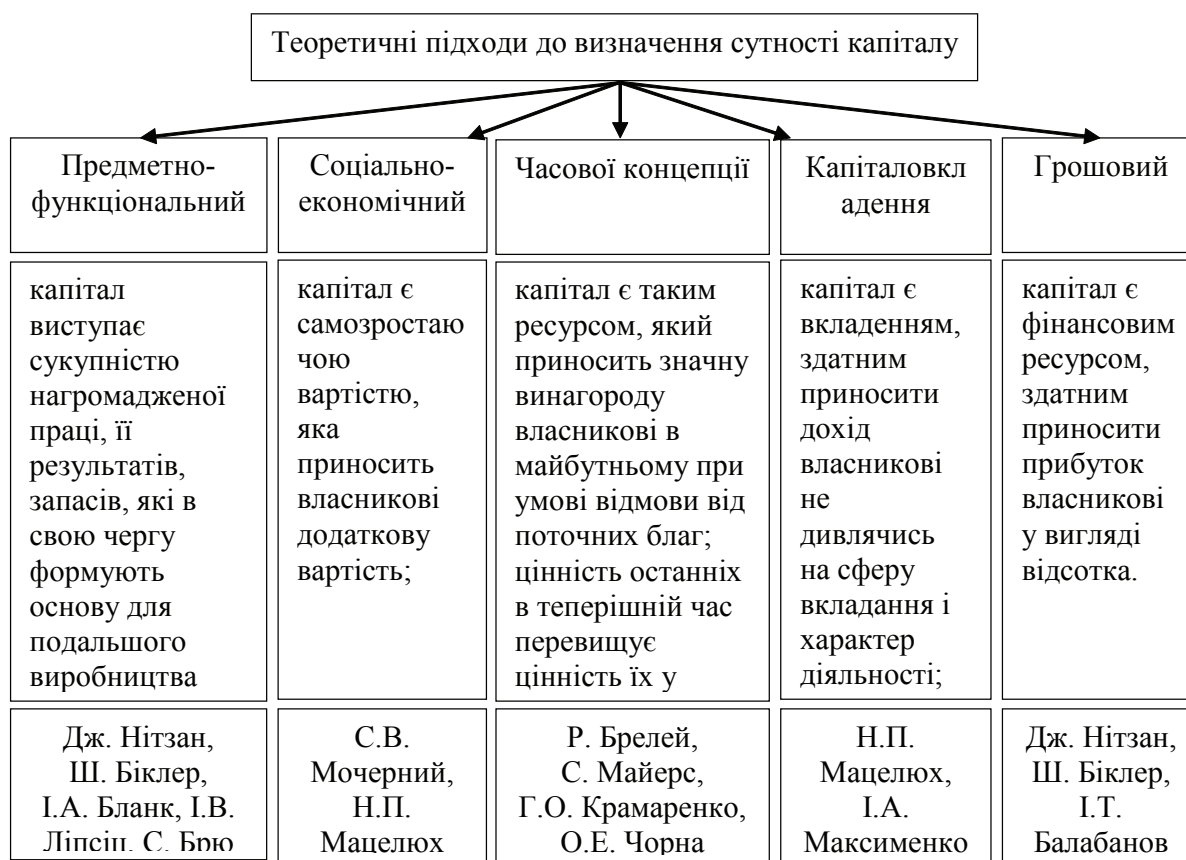 Теоретичні підходи до визначення сутності капіталу
Предметно-
функціональний
Соціально-
економічний
Часової концепції
Капіталовкл
адення
Грошовий
капітал
виступає
сукупністю
нагромадженої
праці, її
результатів,
запасів, які в
свою чергу
формують
основу для
подальшого
виробництва
капітал є
самозростаю
чою
вартістю,
яка
приносить
власникові
додаткову
вартість;
капітал є таким
ресурсом, який
приносить значну
винагороду
власникові в
майбутньому при
умові відмови від
поточних благ;
цінність останніх
в теперішній час
перевищує
цінність їх у
капітал є
вкладенням,
здатним
приносити
дохід
власникові
не
дивлячись
на сферу
вкладання і
характер
діяльності;
капітал є
фінансовим
ресурсом,
здатним
приносити
прибуток
власникові
у вигляді
відсотка.
Дж. Нітзан,
Ш. Біклер,
І.А. Бланк, І.В.
Ліпсіц, С. Брю
С.В.
Мочерний,
Н.П.
Мацелюх
Р. Брелей,
С. Майерс,
Г.О. Крамаренко,
О.Е. Чорна
Н.П.
Мацелюх,
І.А.
Максименко
Дж. Нітзан,
Ш. Біклер,
І.Т.
Балабанов